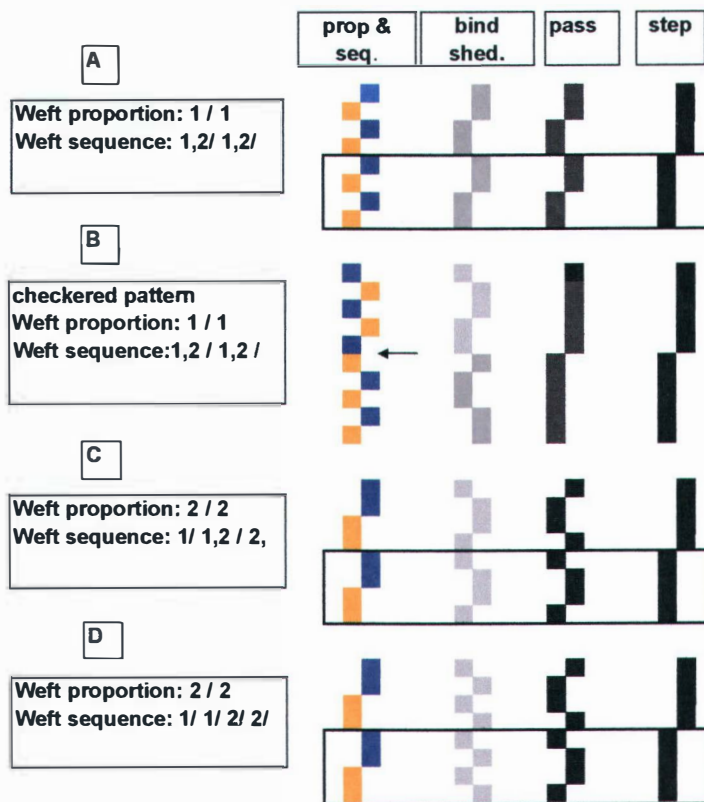 prop &
seq.
bind
shed.
pass
step
A
Weft proportion: 1 / 1
Weft sequence: 1,2/ 1,2/
B
checkered pattern
Weft proportion: 1 / 1
Weft sequence:1,2 / 1,2 /
C
Weft proportion: 2 / 2
Weft sequence: 1/ 1,2 / 2,
D
Weft proportion: 2 / 2
Weft sequence: 1/ 1/ 2/ 2/